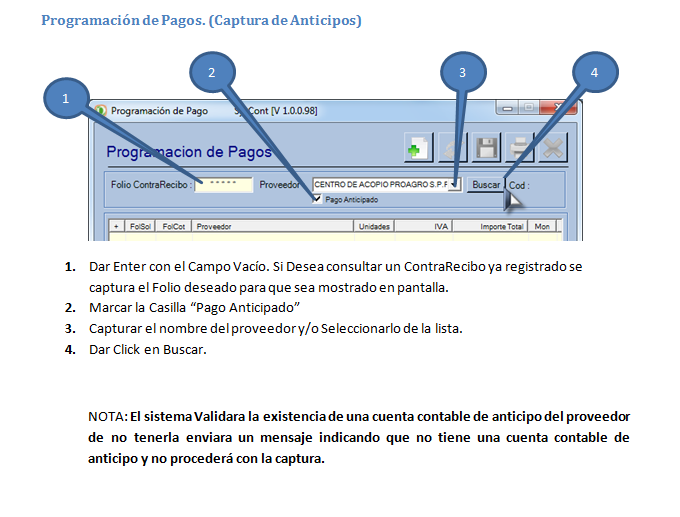 Programación de Pagos. (Captura de Anticipos)
1
2
3
4
Programación de Pago
Cont [V 1.0.0.98]
Programacion de Pagos
Folio ContraRecibo :
*****
Proveedor
CENTRO DE ACOPIO PROAGRO S.P.F
Buscar
Cod :
Pago Anticipado
+ FolSol FolCot Proveedor Unidades IVA Importe Total Mon
1. Dar Enter con el Campo Vacío. Si Desea consultar un ContraRecibo ya registrado se
captura el Folio deseado para que sea mostrado en pantalla.
2. Marcar la Casilla “Pago Anticipado”
3. Capturar el nombre del proveedor y/o Seleccionarlo de la lista.
4. Dar Click en Buscar.
NOTA: El sistema Validara la existencia de una cuenta contable de anticipo del proveedor
de no tenerla enviara un mensaje indicando que no tiene una cuenta contable de
anticipo y no procederá con la captura.